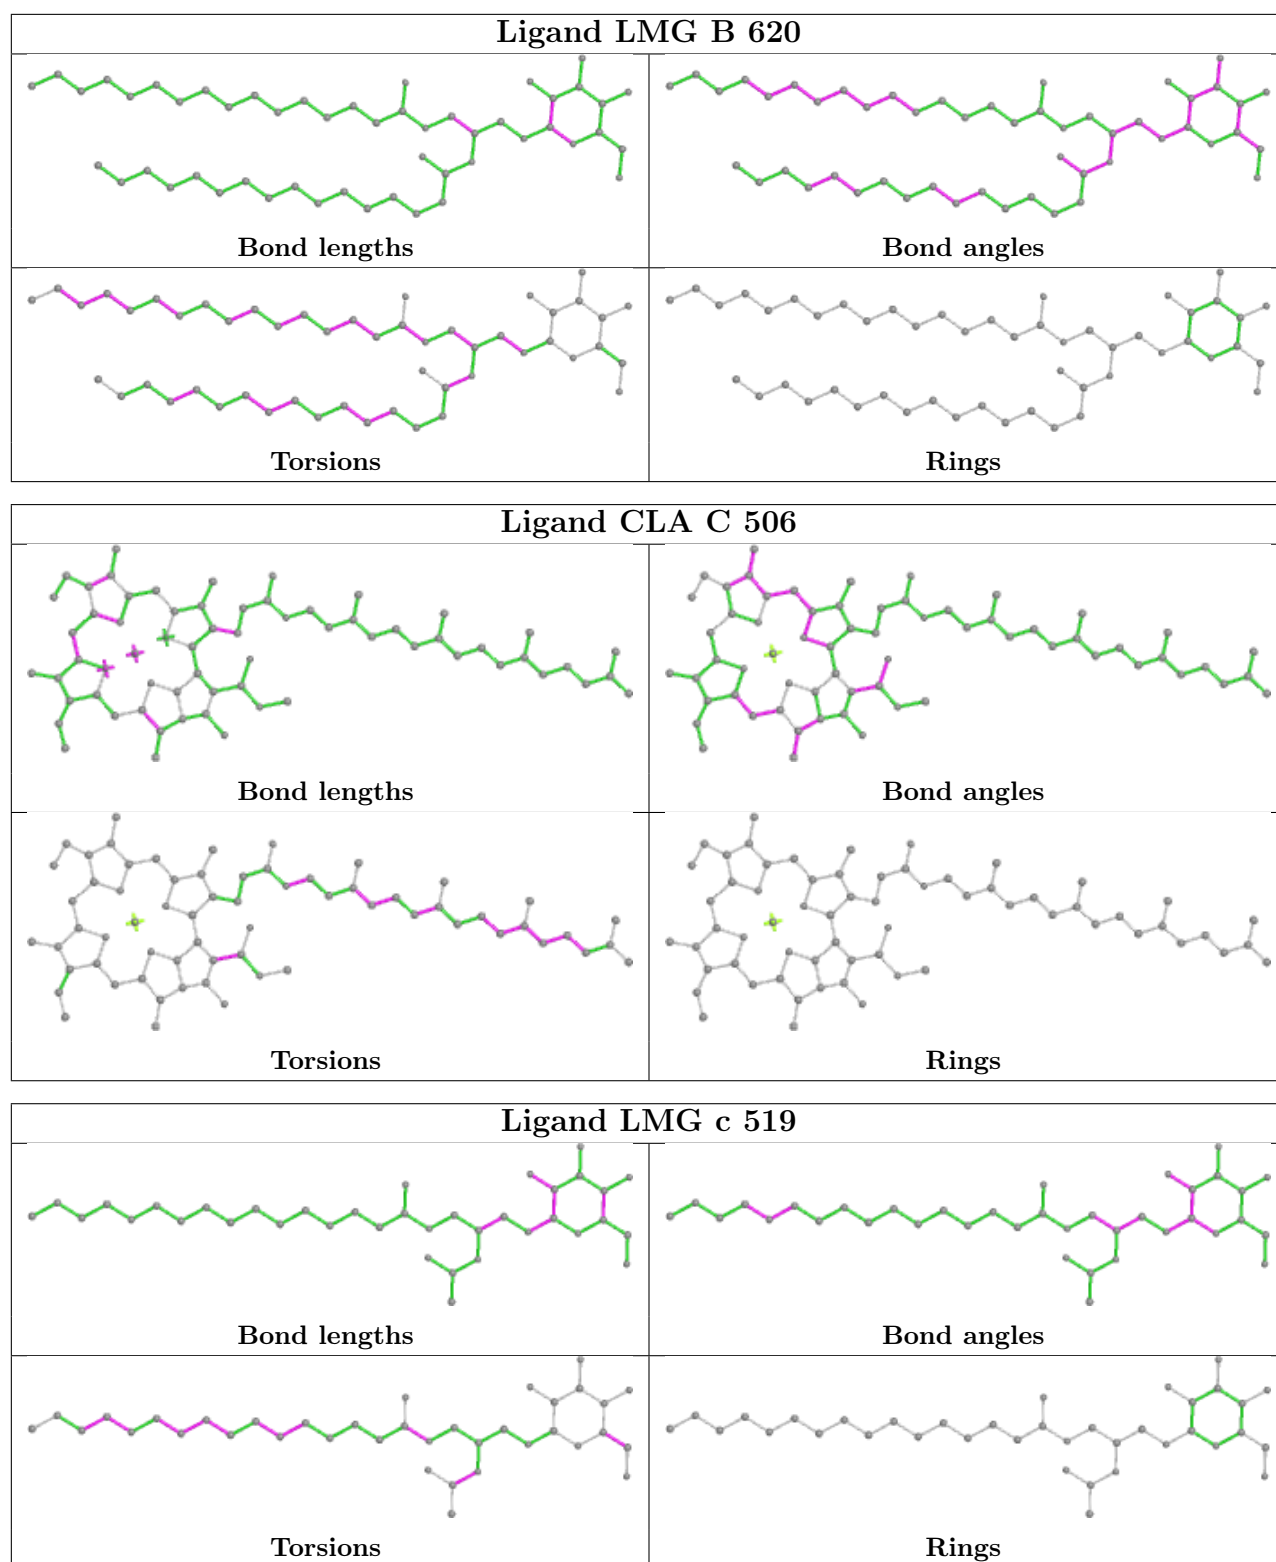 Ligand LMG B 620
Bond lengths
Bond angles
Torsions
Rings
Ligand CLA C 506
Bond lengths
Bond angles
Torsions
Rings
Ligand LMG c 519
Bond lengths
Bond angles
Torsions
Rings